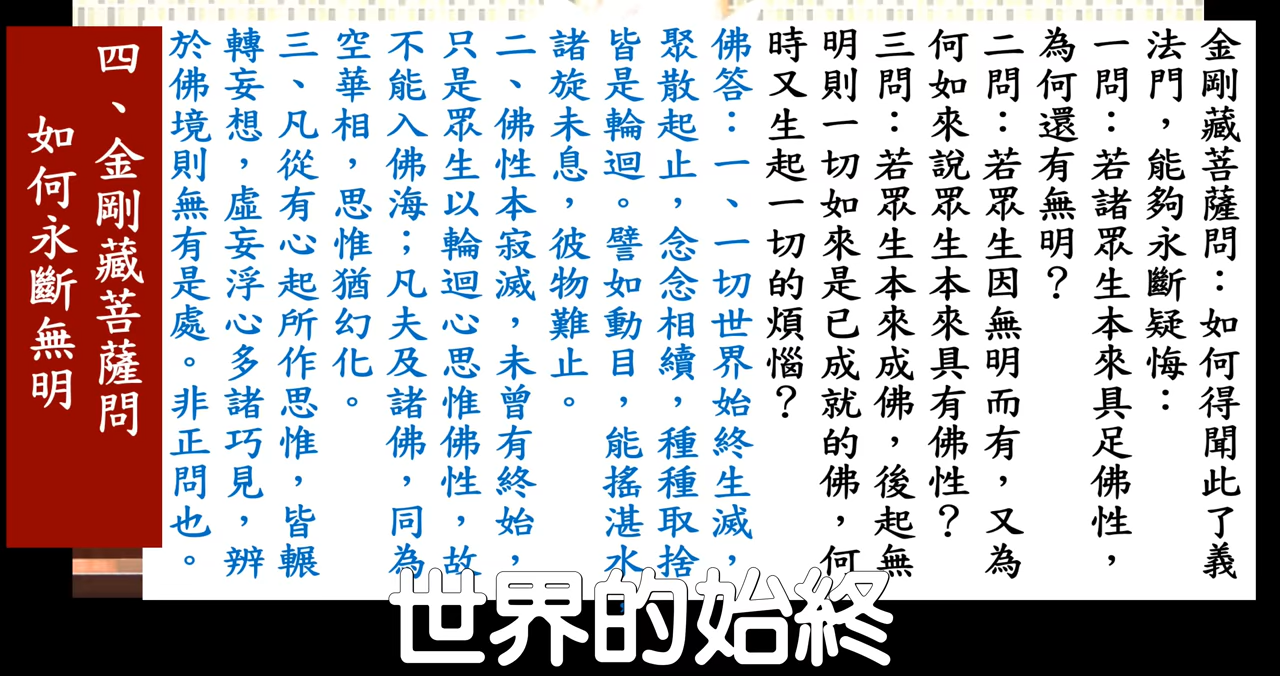 金剛藏菩薩問：如何得聞此了義
法門，能夠永斷疑悔：
一問：若諸眾生本來具足佛性，
為何還有無明？
二問：若眾生因無明而有，又為
何如來說眾生本來具有佛性？
三問：若眾生本來成佛，後起無
明則一切如來是已成就的佛，何
時又生起一切的煩惱？
佛答：一、一切世界始終生滅，
聚散起止，念念相續，種種取捨
皆是輪迴。譬如動目，能搖湛水
諸旋未息，彼物難止。
二、佛性本寂滅，未曾有終始，
只是眾生以輪迴心思惟佛性，故
不能入佛海；凡夫及諸佛，同為
空華相，思惟猶幻化。
三、凡從有心起所作思惟，皆輾
轉妄想，虛妄浮心多諸巧見，辨
於佛境則無有是處。非正問也。
四、金剛藏菩薩問
如何永斷無明
世界的始終